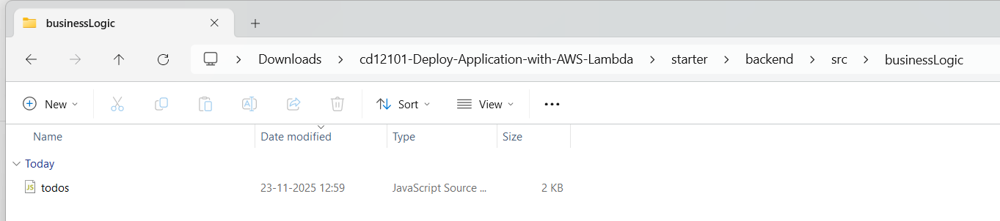 businessLogic
Downloads > cd12101-Deploy-Application-with-AWS-Lambda > starter > backend > src > businessLogic
New Sort View
Name Date modified Type Size
Today
JS todos 23-11-2025 12:59 JavaScript Source ... 2 KB